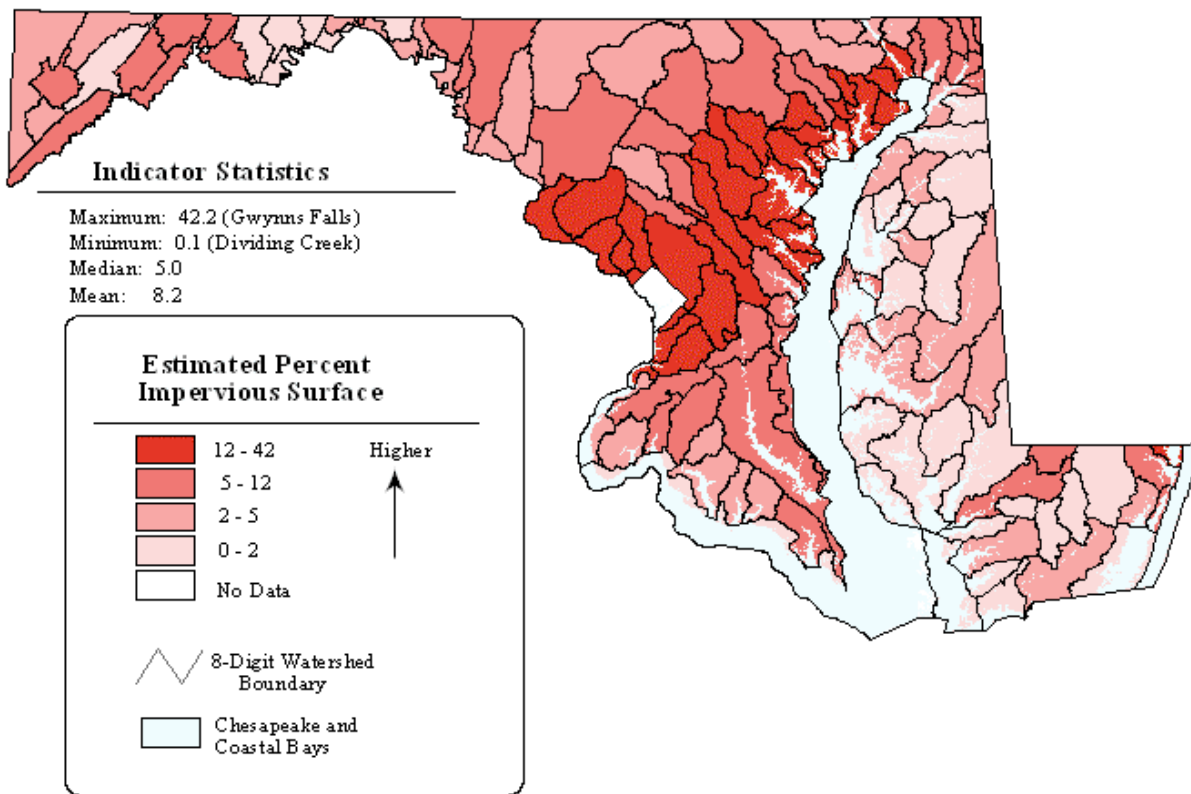 Indicator Statistics
Maximum: 42.2 (Gwynns Falls)
Minimum: 0.1 (Dividing Creek)
Median: 5.0
Mean: 8.2
Estimated Percent
Impervious Surface
12 - 42 Higher
5 - 12
2 - 5
0 - 2
No Data
8-Digit Watershed
Boundary
Chesapeake and
Coastal Bays